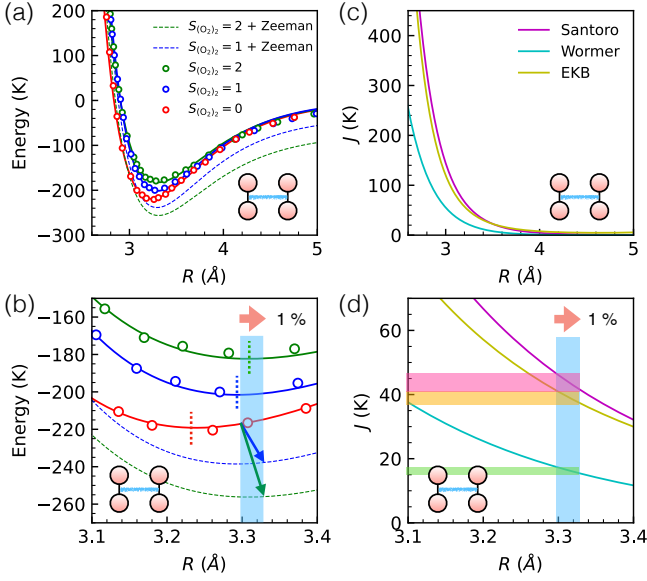 (a)
200
100
0
−100
−200
−300
Energy (K)
3
4
5
R (Å)
S(O₂)₂ = 2 + Zeeman
S(O₂)₂ = 1 + Zeeman
S(O₂)₂ = 2
S(O₂)₂ = 1
S(O₂)₂ = 0
(c)
400
300
200
100
0
J (K)
3
4
5
R (Å)
Santoro
Wormer
EKB
(b)
−160
−180
−200
−220
−240
−260
Energy (K)
3.1
3.2
3.3
3.4
R (Å)
1 %
(d)
60
40
20
0
J (K)
3.1
3.2
3.3
3.4
R (Å)
1 %